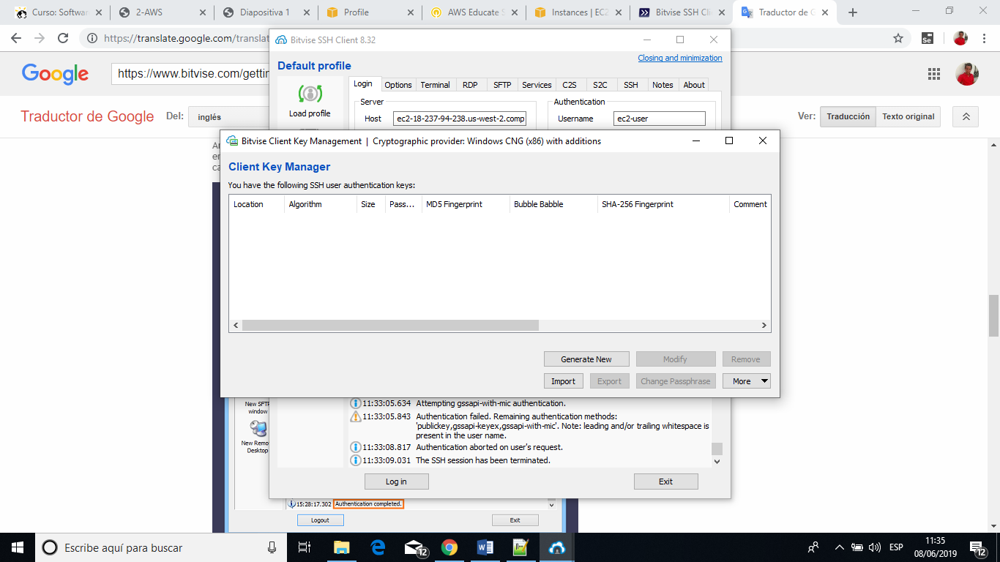 Curso: Softwar
2-AWS
Diapositiva 1
Profile
AWS Educate S
Instances | EC2
Bitvise SSH Cli
Traductor de G
https://translate.google.com/translat
Bitvise SSH Client 8.32
Closing and minimization
Default profile
Google
https://www.bitvise.com/gettin
Login
Options
Terminal
RDP
SFTP
Services
C2S
S2C
SSH
Notes
About
Load profile
Server
Host
ec2-18-237-94-238.us-west-2.comp
Authentication
Username
ec2-user
Traductor de Google
Del:
inglés
Ver:
Traducción
Texto original
Bitvise Client Key Management | Cryptographic provider: Windows CNG (x86) with additions
Client Key Manager
You have the following SSH user authentication keys:
Location
Algorithm
Size
Pass...
MD5 Fingerprint
Bubble Babble
SHA-256 Fingerprint
Comment
Generate New
Modify
Remove
Import
Export
Change Passphrase
More
New SFTP
window
New Remo
Desktop
11:33:05.634 Attempting gssapi-with-mic authentication.
11:33:05.843 Authentication failed. Remaining authentication methods:
'publickey,gssapi-keyex,gssapi-with-mic'. Note: leading and/or trailing whitespace is
present in the user name.
11:33:08.817 Authentication aborted on user's request.
11:33:09.031 The SSH session has been terminated.
Log in
Exit
15:28:17.302 Authentication completed.
Logout
Exit
Escribe aquí para buscar
12
ESP
11:35
08/06/2019
12